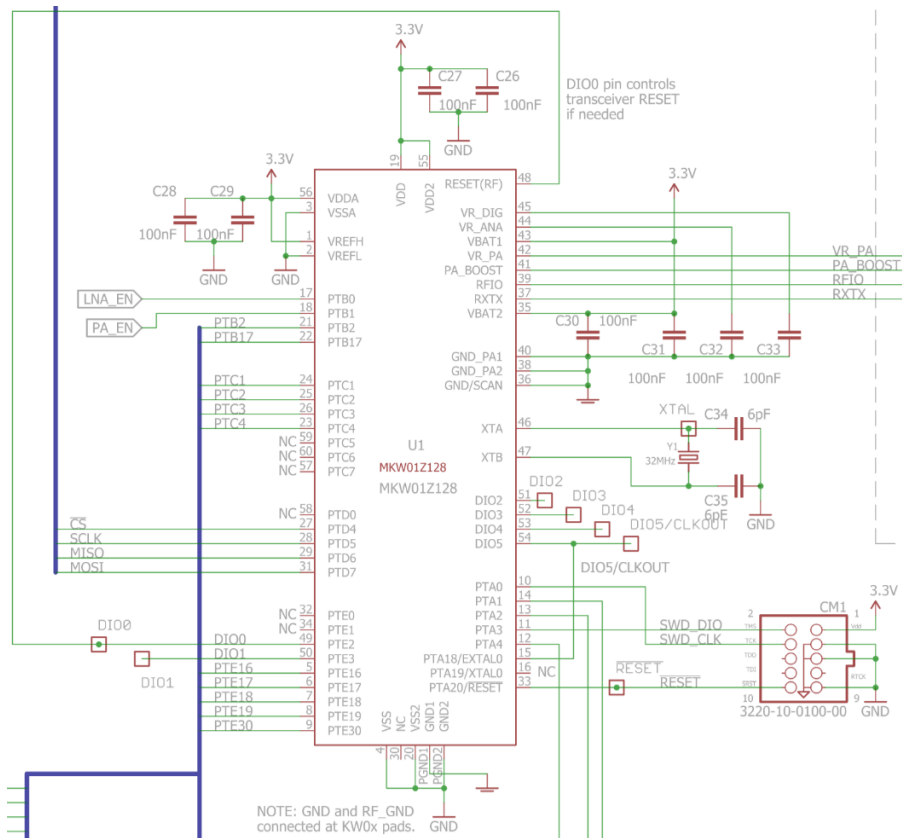 3.3V
C27
C26
100nF
100nF
GND
DIO0 pin controls
transceiver RESET
if needed
3.3V
C28
C29
100nF
100nF
GND
GND
3.3V
19
55
VDD
VDD2
U1
MKW01Z128
MKW01Z128
56 VDDA
3 VSSA
1 VREFH
2 VREFL
LNA_EN
17 PTB0
PA_EN
18 PTB1
PTB2 21 PTB2
PTB17 22 PTB17
PTC1 24 PTC1
PTC2 25 PTC2
PTC3 26 PTC3
PTC4 23 PTC4
NC 59 PTC5
NC 60 PTC6
NC 57 PTC7
NC 58 PTD0
CS 27 PTD4
SCLK 28 PTD5
MISO 29 PTD6
MOSI 31 PTD7
NC 32 PTE0
NC 34 PTE1
DIO0 DIO0 49 PTE2
DIO1 DIO1 50 PTE3
PTE16 5 PTE16
PTE17 6 PTE17
PTE18 7 PTE18
PTE19 8 PTE19
PTE30 9 PTE30
RESET(RF) 48
VR_DIG 45
VR_ANA 44
VBAT1 43
VR_PA 42 VR_PA
PA_BOOST 41 PA_BOOST
RFIO 39 RFIO
RXTX 37 RXTX
VBAT2 35
C30 100nF
C31
C32
C33
100nF
100nF
100nF
GND_PA1 40
GND_PA2 38
GND/SCAN 36
XTA 46
XTB 47
XTAL
Y1
32MHz
C34
6pF
C35
6pF
GND
DIO2 51 DIO2
DIO3 52 DIO3
DIO4 53 DIO4
DIO5 54 DIO5/CLKOUT
DIO5/CLKOUT
PTA0 10
PTA1 14
PTA2 13
PTA3 11 SWD_DIO
PTA4 12 SWD_CLK
PTA18/EXTAL0 15
PTA19/XTAL0 16 NC
PTA20/RESET 33
RESET
RESET
CM1
3.3V
2
1
TMS
Vdd
TCK
TDO
TDI
RTCK
SRST
10
9
3220-10-0100-00
GND
VSS
NC
VSS2
GND1
GND2
4
30
20
PGND1
PGND2
GND
NOTE: GND and RF_GND
connected at KW0x pads.